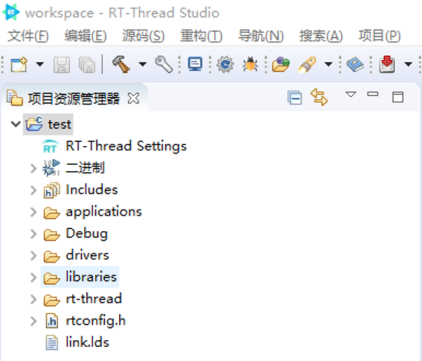 workspace - RT-Thread Studio
文件(F) 编辑(E) 源码(S) 重构(T) 导航(N) 搜索(A) 项目(P)
项目资源管理器
test
RT-Thread Settings
二进制
Includes
applications
Debug
drivers
libraries
rt-thread
rtconfig.h
link.lds